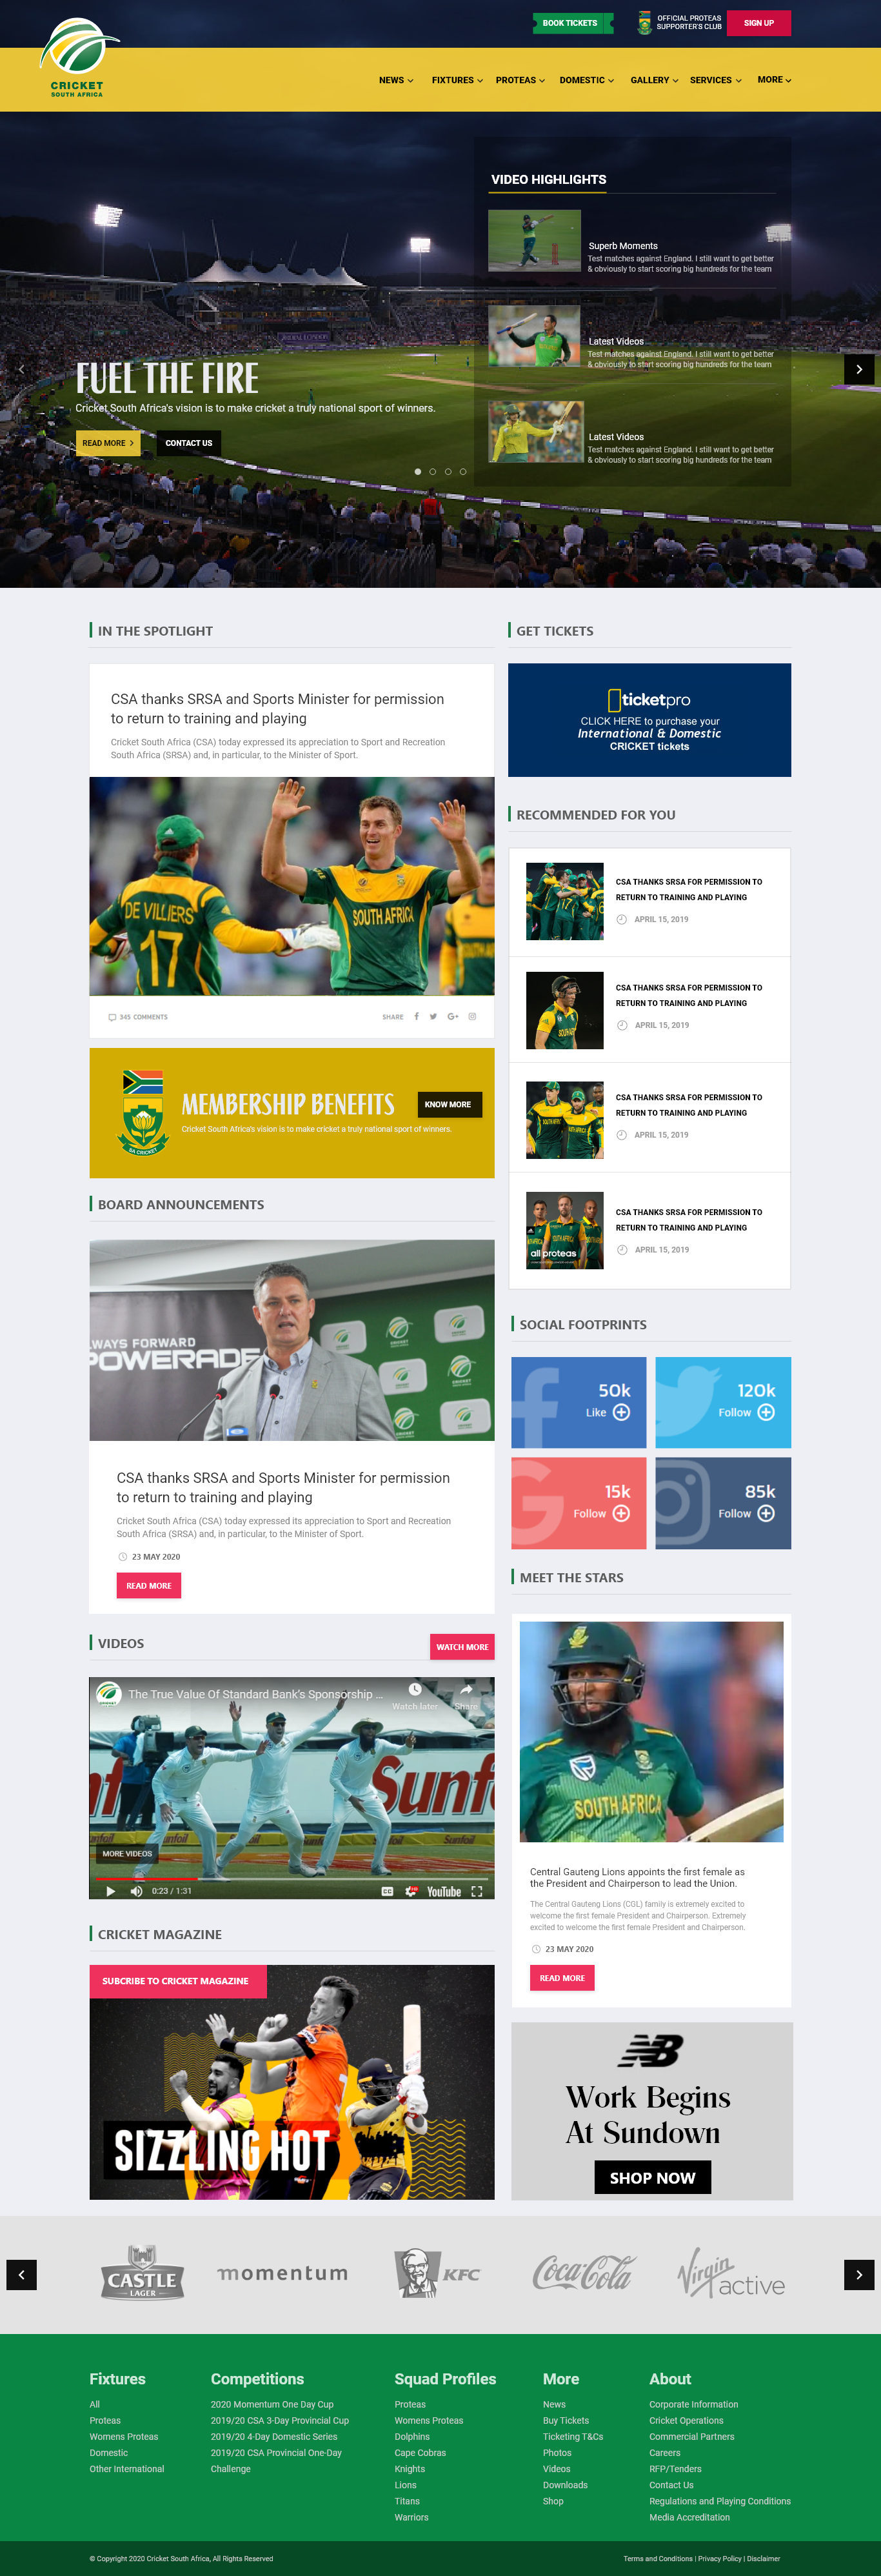 BOOK TICKETS
OFFICIAL PROTEAS
SUPPORTER'S CLUB
SIGN UP
CRICKET
SOUTH AFRICA
NEWS
FIXTURES
PROTEAS
DOMESTIC
GALLERY
SERVICES
MORE
VIDEO HIGHLIGHTS
Superb Moments
Test matches against England. I still want to get better
& obviously to start scoring big hundreds for the team
Latest Videos
Test matches against England. I still want to get better
& obviously to start scoring big hundreds for the team
Latest Videos
Test matches against England. I still want to get better
& obviously to start scoring big hundreds for the team
FUEL THE FIRE
Cricket South Africa's vision is to make cricket a truly national sport of winners.
READ MORE
CONTACT US
IN THE SPOTLIGHT
CSA thanks SRSA and Sports Minister for permission
to return to training and playing
Cricket South Africa (CSA) today expressed its appreciation to Sport and Recreation
South Africa (SRSA) and, in particular, to the Minister of Sport.
DE VILLIERS
17
SOUTH AFRICA
345 COMMENTS
SHARE
SA CRICKET
MEMBERSHIP BENEFITS
Cricket South Africa's vision is to make cricket a truly national sport of winners.
KNOW MORE
BOARD ANNOUNCEMENTS
LWAYS FORWARD
POWERADE
CSA thanks SRSA and Sports Minister for permission
to return to training and playing
Cricket South Africa (CSA) today expressed its appreciation to Sport and Recreation
South Africa (SRSA) and, in particular, to the Minister of Sport.
23 MAY 2020
READ MORE
VIDEOS
WATCH MORE
The True Value Of Standard Bank's Sponsorship ...
Watch later
Share
Sunfoil
MORE VIDEOS
0:23 / 1:31
CC
HD
YouTube
CRICKET MAGAZINE
SUBCRIBE TO CRICKET MAGAZINE
SIZZLING HOT
GET TICKETS
ticketpro
CLICK HERE to purchase your
International & Domestic
CRICKET tickets
RECOMMENDED FOR YOU
CSA THANKS SRSA FOR PERMISSION TO
RETURN TO TRAINING AND PLAYING
APRIL 15, 2019
CSA THANKS SRSA FOR PERMISSION TO
RETURN TO TRAINING AND PLAYING
APRIL 15, 2019
CSA THANKS SRSA FOR PERMISSION TO
RETURN TO TRAINING AND PLAYING
APRIL 15, 2019
all proteas
CSA THANKS SRSA FOR PERMISSION TO
RETURN TO TRAINING AND PLAYING
APRIL 15, 2019
SOCIAL FOOTPRINTS
50k
Like
120k
Follow
15k
Follow
85k
Follow
MEET THE STARS
SOUTH AFRICA
Central Gauteng Lions appoints the first female as
the President and Chairperson to lead the Union.
The Central Gauteng Lions (CGL) family is extremely excited to
welcome the first female President and Chairperson. Extremely
excited to welcome the first female President and Chairperson.
23 MAY 2020
READ MORE
Work Begins
At Sundown
SHOP NOW
CASTLE
LAGER
momentum
KFC
Coca-Cola
Virgin active
Fixtures
All
Proteas
Womens Proteas
Domestic
Other International
Competitions
2020 Momentum One Day Cup
2019/20 CSA 3-Day Provincial Cup
2019/20 4-Day Domestic Series
2019/20 CSA Provincial One-Day
Challenge
Squad Profiles
Proteas
Womens Proteas
Dolphins
Cape Cobras
Knights
Lions
Titans
Warriors
More
News
Buy Tickets
Ticketing T&Cs
Photos
Videos
Downloads
Shop
About
Corporate Information
Cricket Operations
Commercial Partners
Careers
RFP/Tenders
Contact Us
Regulations and Playing Conditions
Media Accreditation
© Copyright 2020 Cricket South Africa, All Rights Reserved
Terms and Conditions | Privacy Policy | Disclaimer